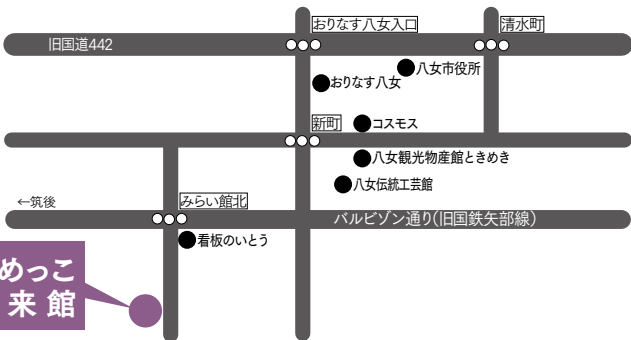 おりなす八女入口
清水町
旧国道442
八女市役所
おりなす八女
新町
コスモス
八女観光物産館ときめき
八女伝統工芸館
←筑後
みらい館北
バルビゾン通り(旧国鉄矢部線)
看板のいとう
めっこ
来館